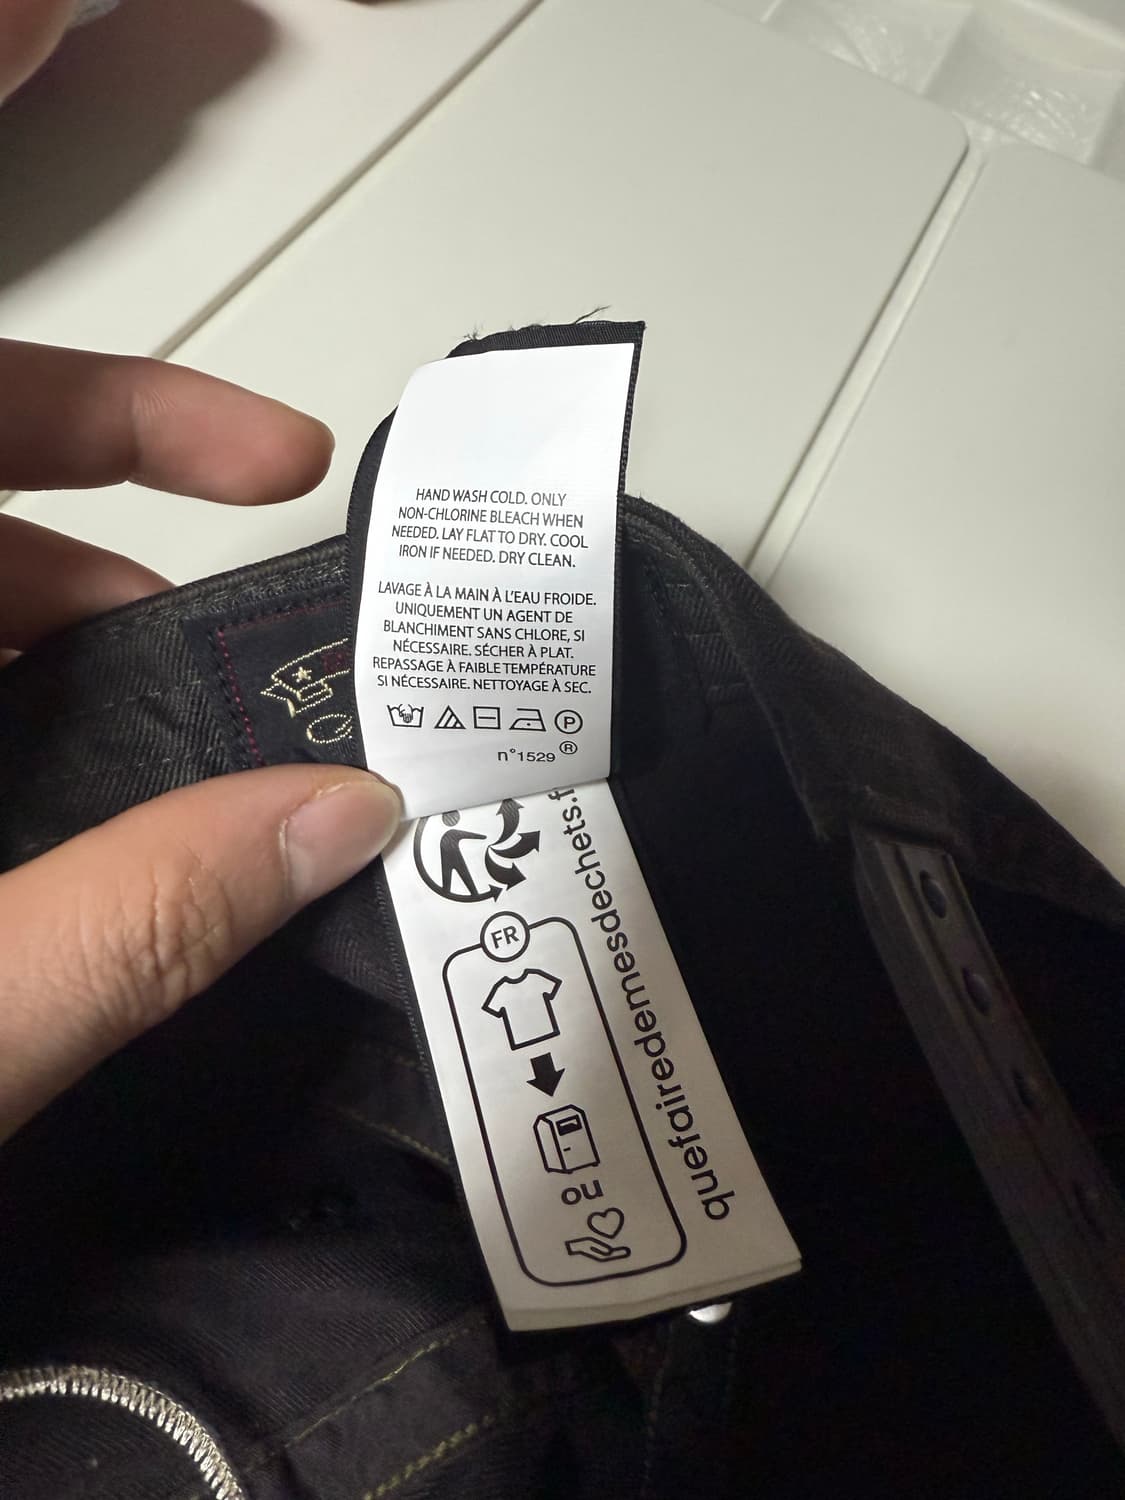 HAND WASH COLD. ONLY
NON-CHLORINE BLEACH WHEN
NEEDED. LAY FLAT TO DRY. COOL
IRON IF NEEDED. DRY CLEAN.
LAVAGE À LA MAIN À L'EAU FROIDE.
UNIQUEMENT UN AGENT DE
BLANCHIMENT SANS CHLORE, SI
NÉCESSAIRE. SÉCHER À PLAT.
REPASSAGE À FAIBLE TEMPÉRATURE
SI NÉCESSAIRE. NETTOYAGE À SEC.
P
n°1529 ®
FR
OU
quefairedemesdechets.f